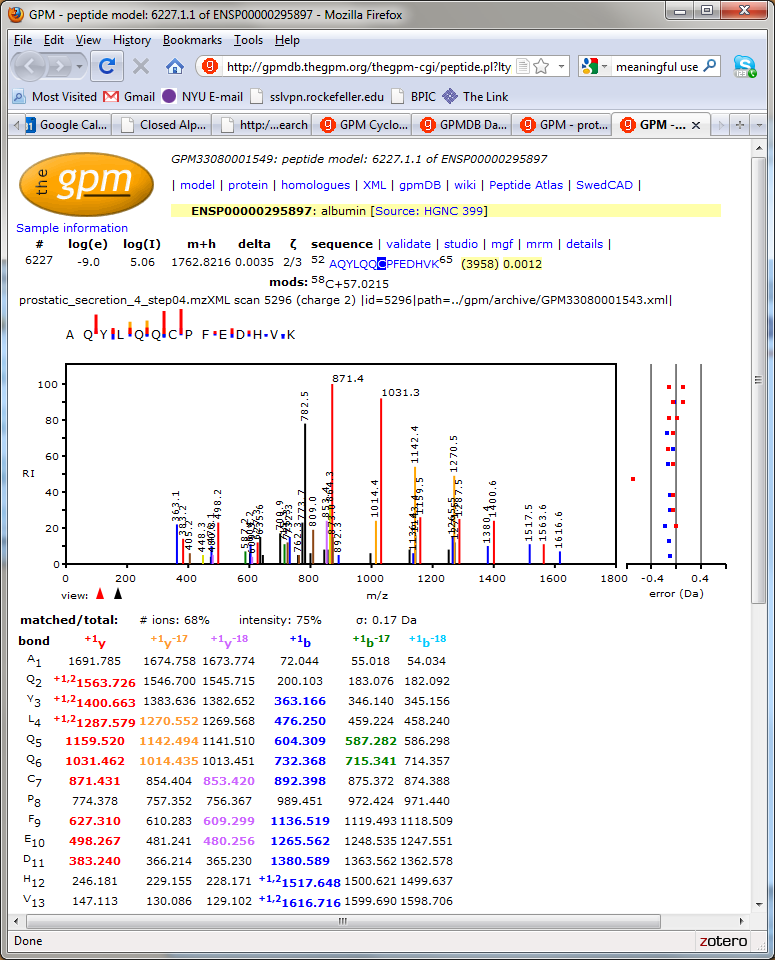 GPM - peptide model: 6227.1.1 of ENSP00000295897 - Mozilla Firefox
File Edit View History Bookmarks Tools Help
http://gpmdb.thegpm.org/thegpm-cgi/peptide.pl?lty meaningful use
Most Visited Gmail NYU E-mail sslvpn.rockefeller.edu BPIC The Link
Google Cal... Closed Alp... http:/...earch GPM Cyclo... GPMDB Da... GPM - prot... GPM -...
the gpm
GPM33080001549: peptide model: 6227.1.1 of ENSP00000295897
| model | protein | homologues | XML | gpmDB | wiki | Peptide Atlas | SwedCAD |
ENSP00000295897: albumin [Source: HGNC 399]
Sample information
# log(e) log(I) m+h delta ζ sequence | validate | studio | mgf | mrm | details |
6227 -9.0 5.06 1762.8216 0.0035 2/3 52 AQYLQQCPFEDHVK65 (3958) 0.0012
mods: 58C+57.0215
prostatic_secretion_4_step04.mzXML scan 5296 (charge 2) |id=5296|path=../gpm/archive/GPM33080001543.xml|
A Q Y L Q Q C P F E D H V K
871.4
1031.3
782.5
1142.4
1270.5
363.1
383.2
405.2
448.3
498.2
700.9
762.3
773.7
809.0
853.4
892.3
1014.4
1159.5
1287.5
1380.4
1400.6
1517.5
1563.6
1616.6
100
80
60
RI
40
20
0
0 200 400 600 800 1000 1200 1400 1600 1800 -0.4 0.4
view: m/z error (Da)
matched/total: # ions: 68% intensity: 75% σ: 0.17 Da
bond +1y +1y-17 +1y-18 +1b +1b-17 +1b-18
A1 1691.785 1674.758 1673.774 72.044 55.018 54.034
Q2 +1,21563.726 1546.700 1545.715 200.103 183.076 182.092
Y3 +1,21400.663 1383.636 1382.652 363.166 346.140 345.156
L4 +1,21287.579 1270.552 1269.568 476.250 459.224 458.240
Q5 1159.520 1142.494 1141.510 604.309 587.282 586.298
Q6 1031.462 1014.435 1013.451 732.368 715.341 714.357
C7 871.431 854.404 853.420 892.398 875.372 874.388
P8 774.378 757.352 756.367 989.451 972.424 971.440
F9 627.310 610.283 609.299 1136.519 1119.493 1118.509
E10 498.267 481.241 480.256 1265.562 1248.535 1247.551
D11 383.240 366.214 365.230 1380.589 1363.562 1362.578
H12 246.181 229.155 228.171 +1,21517.648 1500.621 1499.637
V13 147.113 130.086 129.102 +1,21616.716 1599.690 1598.706
Done zotero